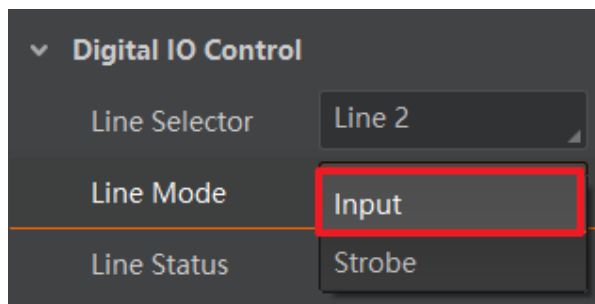 Digital IO Control
Line Selector Line 2
Line Mode Input
Line Status Strobe